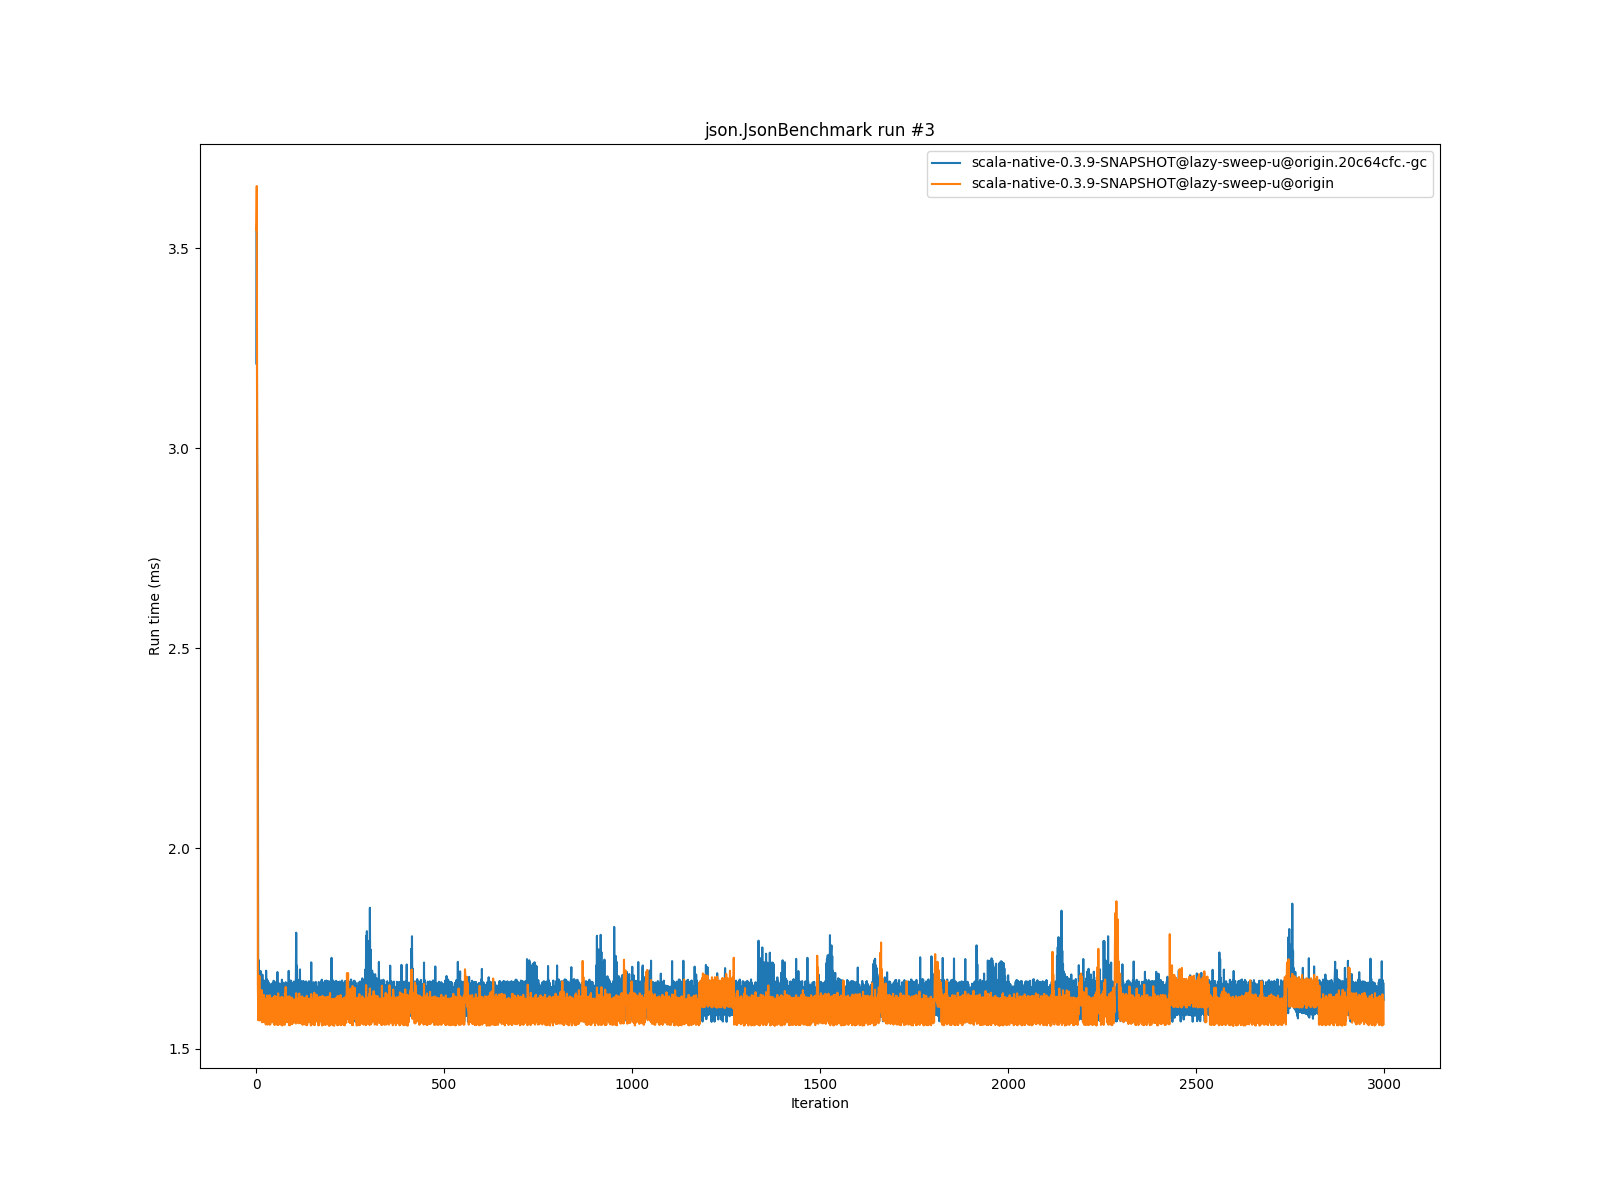 json.JsonBenchmark run #3
scala-native-0.3.9-SNAPSHOT@lazy-sweep-u@origin.20c64cfc.-gc
scala-native-0.3.9-SNAPSHOT@lazy-sweep-u@origin
Run time (ms)
3.5
3.0
2.5
2.0
1.5
0
500
1000
1500
2000
2500
3000
Iteration